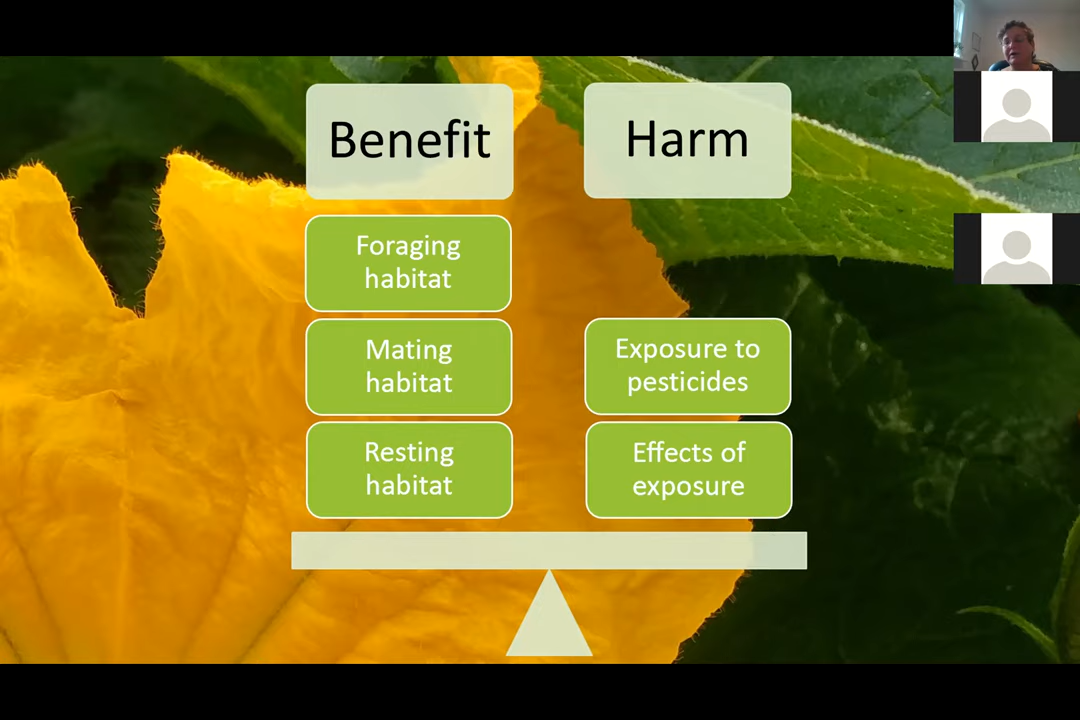 Benefit
Harm
Foraging
habitat
Mating
habitat
Exposure to
pesticides
Resting
habitat
Effects of
exposure